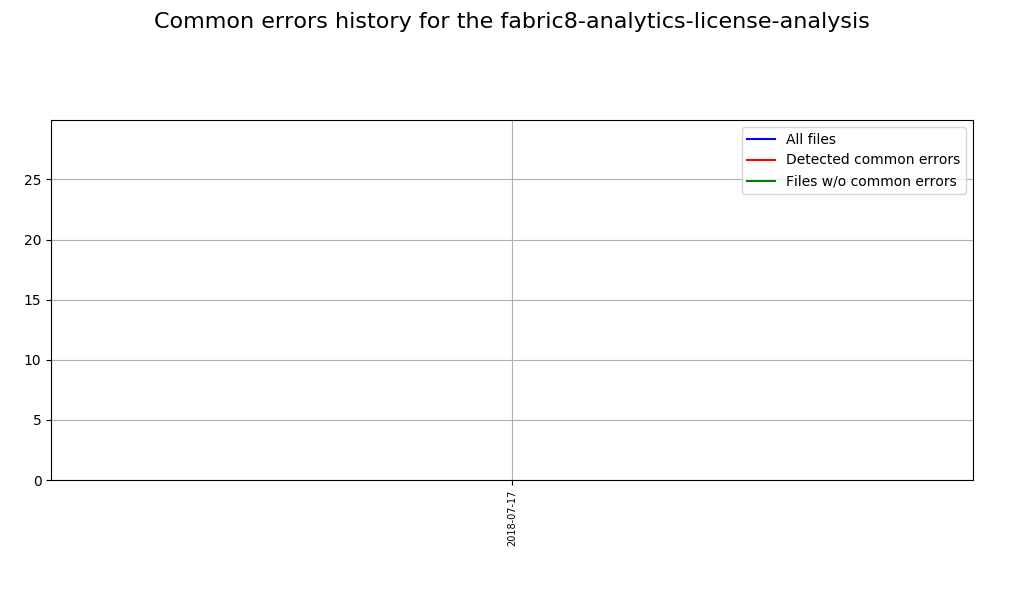 Common errors history for the fabric8-analytics-license-analysis
All files
Detected common errors
Files w/o common errors
25
20
15
10
5
0
2018-07-17